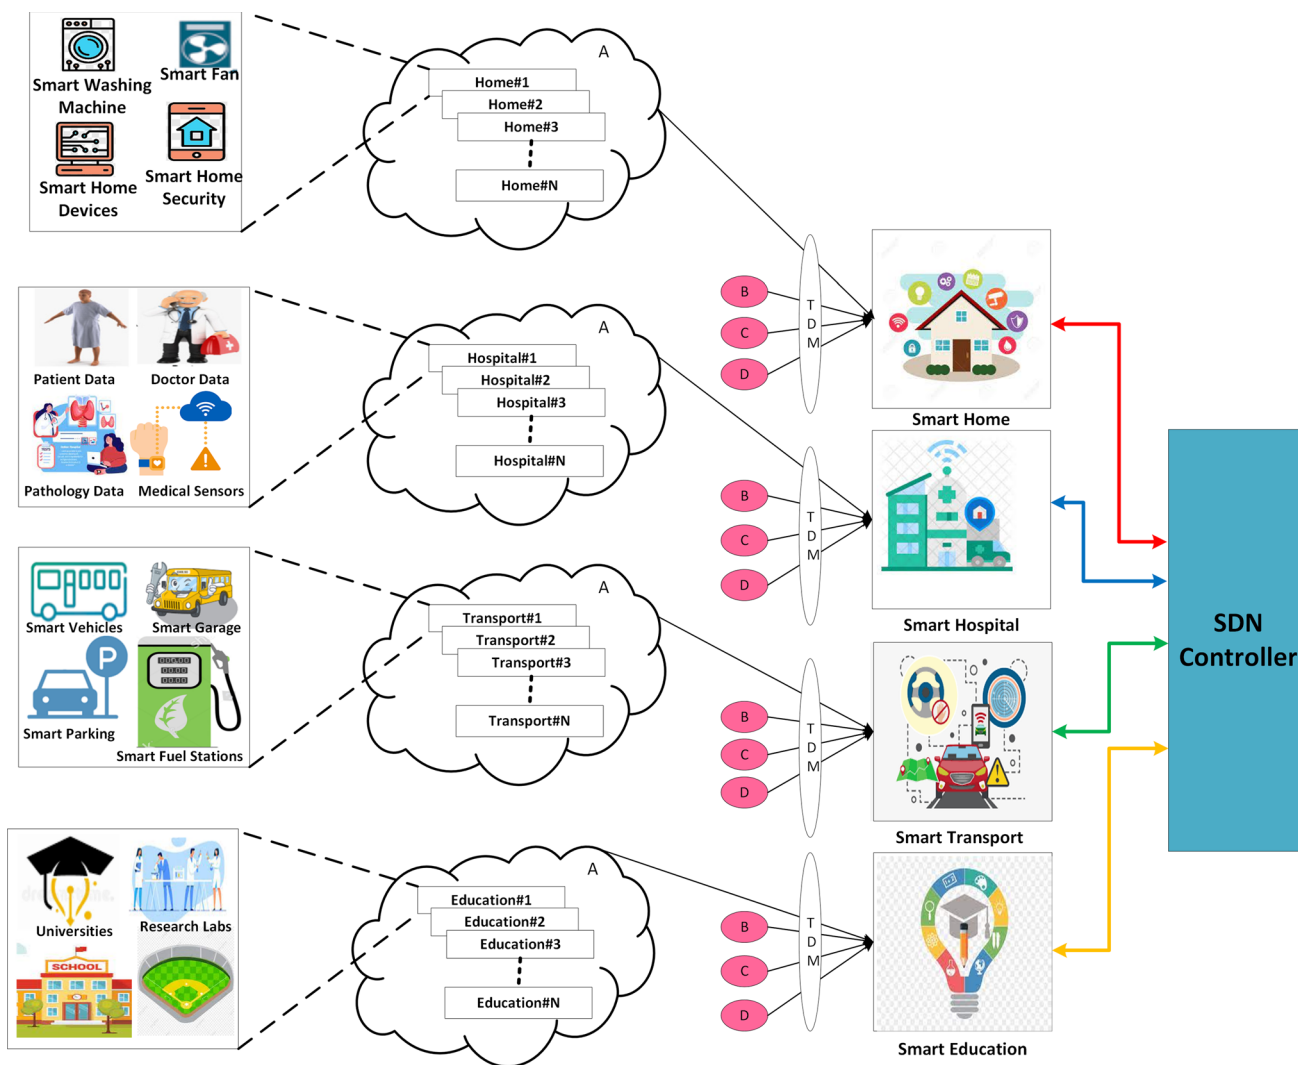 Smart Washing
Machine
Smart Fan
Smart Home
Devices
Smart Home
Security
A
Home#1
Home#2
Home#3
Home#N
B
C
D
T
D
M
Smart Home
Patient Data
Doctor Data
Pathology Data
Medical Sensors
A
Hospital#1
Hospital#2
Hospital#3
Hospital#N
B
C
D
T
D
M
Smart Hospital
Smart Vehicles
Smart Garage
P
Smart Parking
Smart Fuel Stations
A
Transport#1
Transport#2
Transport#3
Transport#N
B
C
D
T
D
M
Smart Transport
Universities
Research Labs
SCHOOL
A
Education#1
Education#2
Education#3
Education#N
B
C
D
T
D
M
Smart Education
SDN
Controller